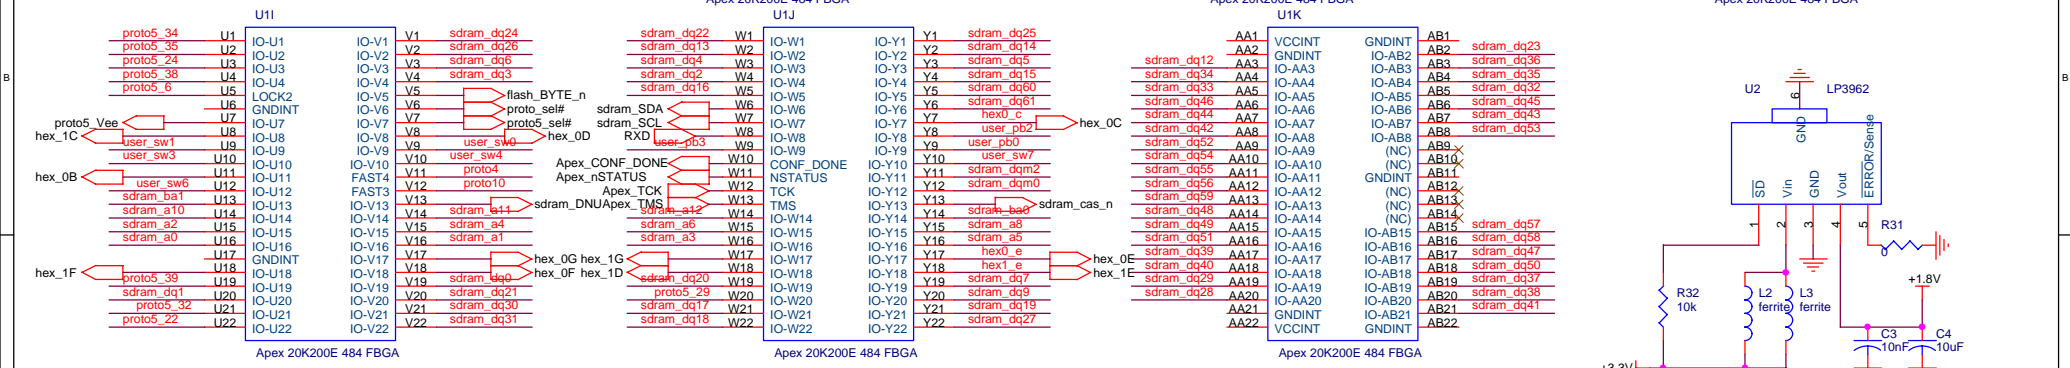 Apex 20K200E 484 FBGA
Apex 20K200E 484 FBGA
Apex 20K200E 484 FBGA
B
U1I
proto5_34 U1 IO-U1 IO-V1 V1 sdram_dq24
proto5_35 U2 IO-U2 IO-V2 V2 sdram_dq26
proto5_24 U3 IO-U3 IO-V3 V3 sdram_dq6
proto5_38 U4 IO-U4 IO-V4 V4 sdram_dq3
proto5_6 U5 LOCK2 IO-V5 V5 flash_BYTE_n
U6 GNDINT IO-V6 V6 proto_sel#
proto5_Vee U7 IO-U7 IO-V7 V7 proto5_sel#
hex_1C U8 IO-U8 IO-V8 V8 hex_0D
user_sw1 U9 IO-U9 IO-V9 V9 user_sw0
user_sw3 U10 IO-U10 IO-V10 V10 user_sw4
hex_0B U11 IO-U11 FAST4 V11 proto4
user_sw6 U12 IO-U12 FAST3 V12 proto10
sdram_ba1 U13 IO-U13 IO-V13 V13 sdram_DNU
sdram_a10 U14 IO-U14 IO-V14 V14 sdram_a11
sdram_a2 U15 IO-U15 IO-V15 V15 sdram_a4
sdram_a0 U16 IO-U16 IO-V16 V16 sdram_a1
U17 GNDINT IO-V17 V17 hex_0G
hex_1F U18 IO-U18 IO-V18 V18 hex_0F
proto5_39 U19 IO-U19 IO-V19 V19 sdram_dq0
sdram_dq1 U20 IO-U20 IO-V20 V20 sdram_dq21
proto5_32 U21 IO-U21 IO-V21 V21 sdram_dq30
proto5_22 U22 IO-U22 IO-V22 V22 sdram_dq31
Apex 20K200E 484 FBGA
U1J
sdram_dq22 W1 IO-W1 IO-Y1 Y1 sdram_dq25
sdram_dq13 W2 IO-W2 IO-Y2 Y2 sdram_dq14
sdram_dq4 W3 IO-W3 IO-Y3 Y3 sdram_dq5
sdram_dq2 W4 IO-W4 IO-Y4 Y4 sdram_dq15
sdram_dq16 W5 IO-W5 IO-Y5 Y5 sdram_dq60
sdram_SDA W6 IO-W6 IO-Y6 Y6 sdram_dq61
sdram_SCL W7 IO-W7 IO-Y7 Y7 hex0_c hex_0C
RXD W8 IO-W8 IO-Y8 Y8 user_pb2
user_pb3 W9 IO-W9 IO-Y9 Y9 user_pb0
Apex_CONF_DONE W10 CONF_DONE IO-Y10 Y10 user_sw7
Apex_nSTATUS W11 NSTATUS IO-Y11 Y11 sdram_dqm2
Apex_TCK W12 TCK IO-Y12 Y12 sdram_dqm0
Apex_TMS W13 TMS IO-Y13 Y13 sdram_cas_n
sdram_a12 W14 IO-W14 IO-Y14 Y14 sdram_ba0
sdram_a6 W15 IO-W15 IO-Y15 Y15 sdram_a8
sdram_a3 W16 IO-W16 IO-Y16 Y16 sdram_a5
hex_1G W17 IO-W17 IO-Y17 Y17 hex0_e hex_0E
hex_1D W18 IO-W18 IO-Y18 Y18 hex1_e hex_1E
sdram_dq20 W19 IO-W19 IO-Y19 Y19 sdram_dq7
proto5_29 W20 IO-W20 IO-Y20 Y20 sdram_dq9
sdram_dq17 W21 IO-W21 IO-Y21 Y21 sdram_dq19
sdram_dq18 W22 IO-W22 IO-Y22 Y22 sdram_dq27
Apex 20K200E 484 FBGA
U1K
AA1 VCCINT GNDINT AB1
AA2 GNDINT IO-AB2 AB2 sdram_dq23
sdram_dq12 AA3 IO-AA3 IO-AB3 AB3 sdram_dq36
sdram_dq34 AA4 IO-AA4 IO-AB4 AB4 sdram_dq35
sdram_dq33 AA5 IO-AA5 IO-AB5 AB5 sdram_dq32
sdram_dq46 AA6 IO-AA6 IO-AB6 AB6 sdram_dq45
sdram_dq44 AA7 IO-AA7 IO-AB7 AB7 sdram_dq43
sdram_dq42 AA8 IO-AA8 IO-AB8 AB8 sdram_dq53
sdram_dq52 AA9 IO-AA9 (NC) AB9
sdram_dq54 AA10 IO-AA10 (NC) AB10
sdram_dq55 AA11 IO-AA11 GNDINT AB11
sdram_dq56 AA12 IO-AA12 (NC) AB12
sdram_dq59 AA13 IO-AA13 (NC) AB13
sdram_dq48 AA14 IO-AA14 (NC) AB14
sdram_dq49 AA15 IO-AA15 IO-AB15 AB15 sdram_dq57
sdram_dq51 AA16 IO-AA16 IO-AB16 AB16 sdram_dq58
sdram_dq39 AA17 IO-AA17 IO-AB17 AB17 sdram_dq47
sdram_dq40 AA18 IO-AA18 IO-AB18 AB18 sdram_dq50
sdram_dq29 AA19 IO-AA19 IO-AB19 AB19 sdram_dq37
sdram_dq28 AA20 IO-AA20 IO-AB20 AB20 sdram_dq38
AA21 GNDINT IO-AB21 AB21 sdram_dq41
AA22 VCCINT GNDINT AB22
Apex 20K200E 484 FBGA
U2 LP3962
6
GND
SD Vin GND Vout ERROR/Sense
1 2 3 4 5
R31
0
+1.8V
R32
10k
L2
ferrite
L3
ferrite
C3
10nF
C4
10uF
+3.3V
B